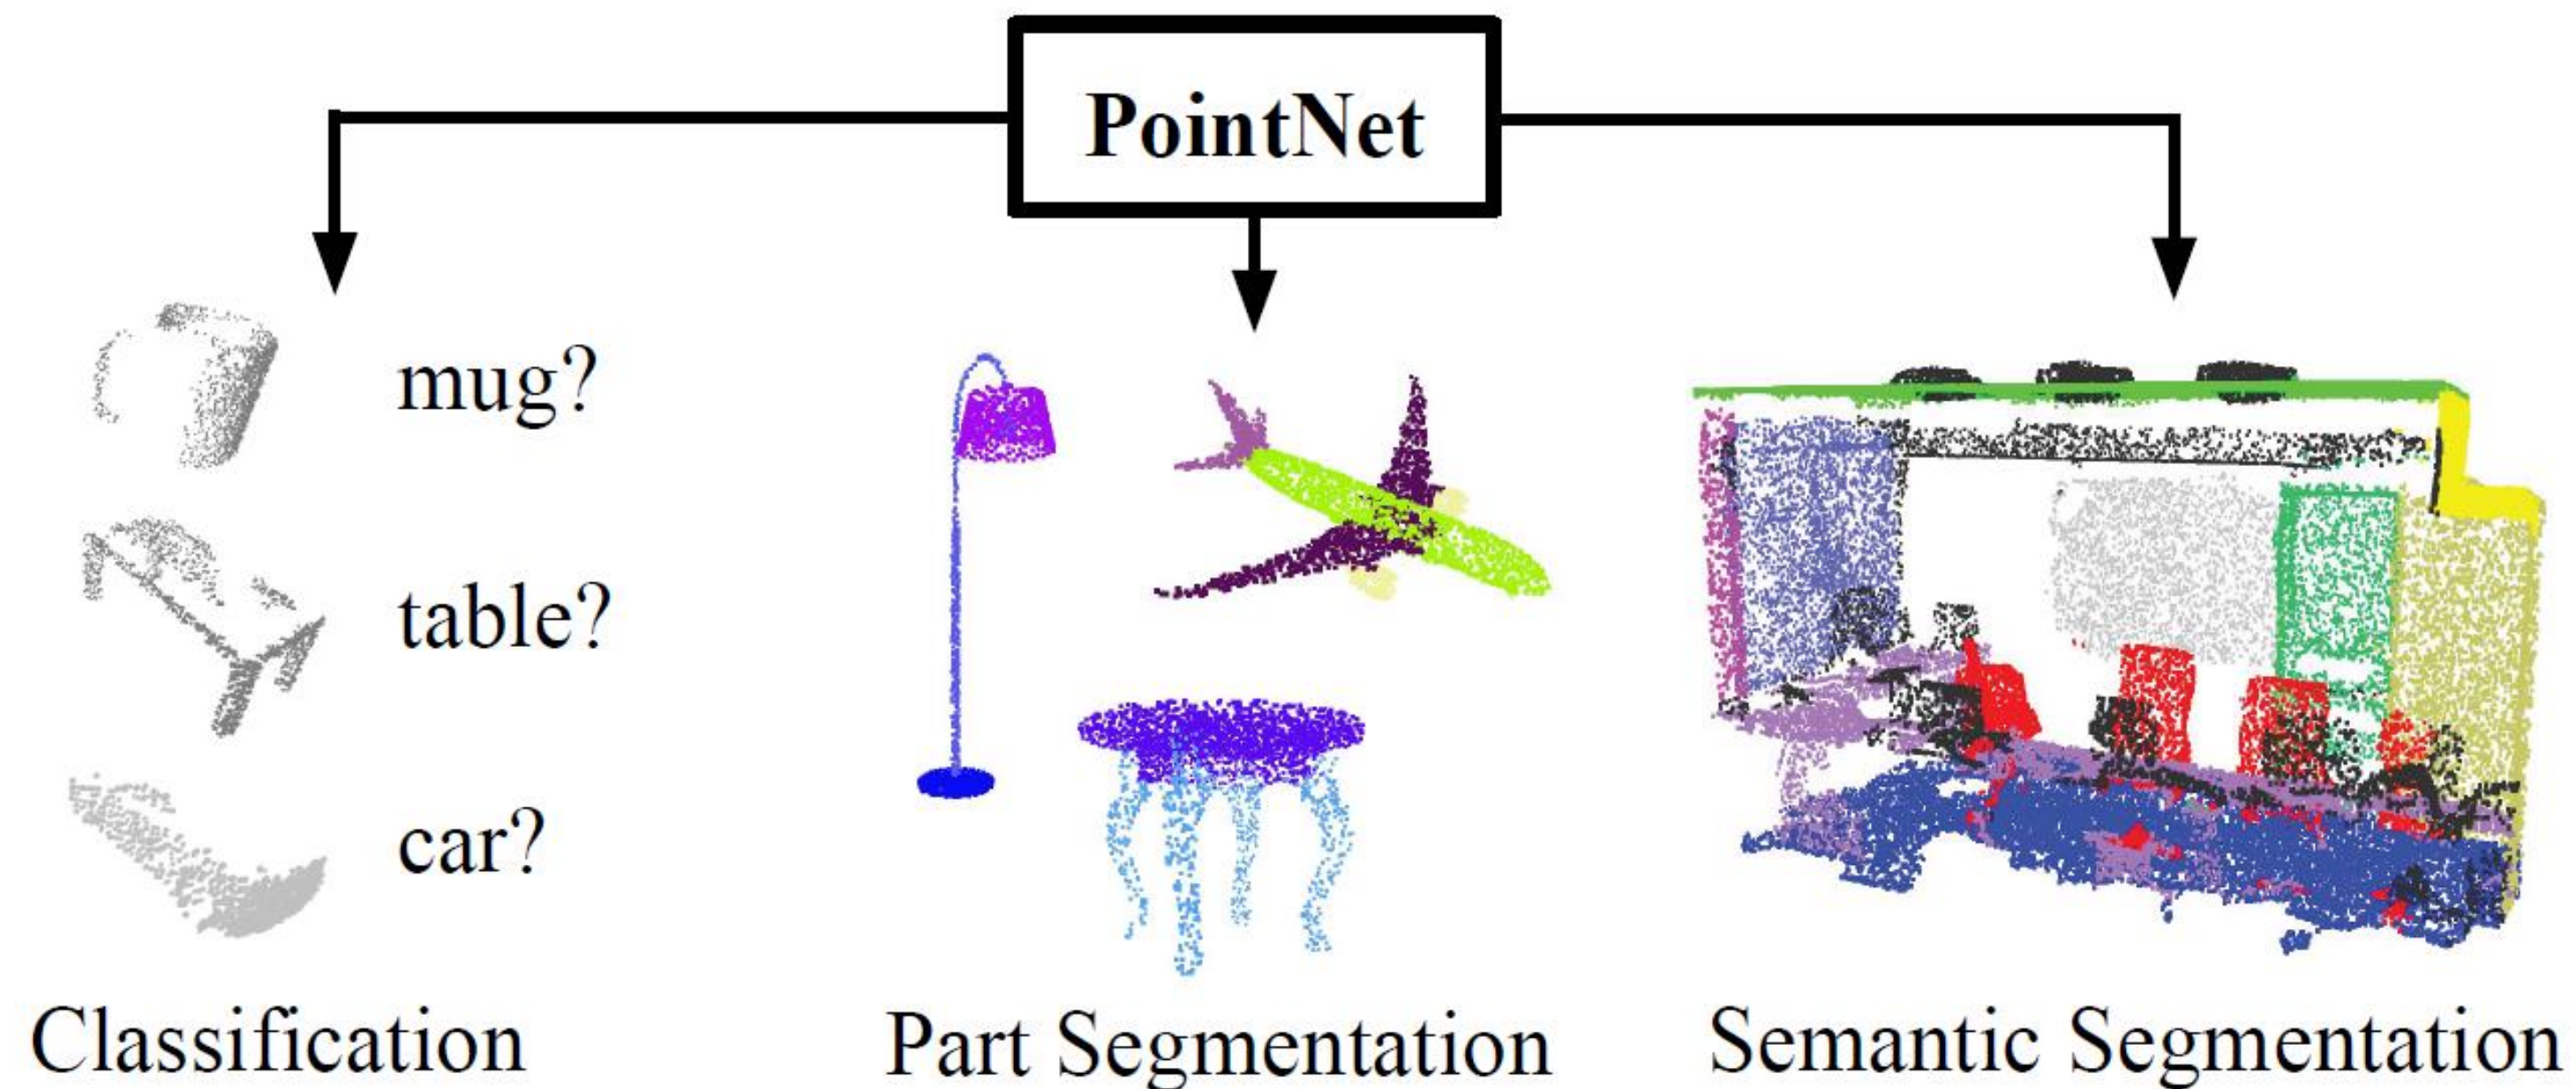 PointNet
mug?
table?
car?
Classification
Part Segmentation
Semantic Segmentation